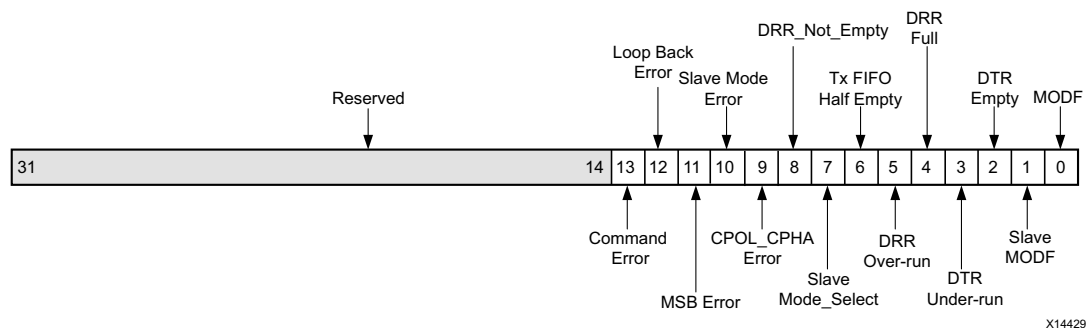 DRR_Not_Empty
DRR
Full
Loop Back
Error
Slave Mode
Error
Tx FIFO
Half Empty
DTR
Empty
MODF
Reserved
31 14 13 12 11 10 9 8 7 6 5 4 3 2 1 0
Command
Error
MSB Error
CPOL_CPHA
Error
Slave
Mode_Select
DRR
Over-run
DTR
Under-run
Slave
MODF
X14429